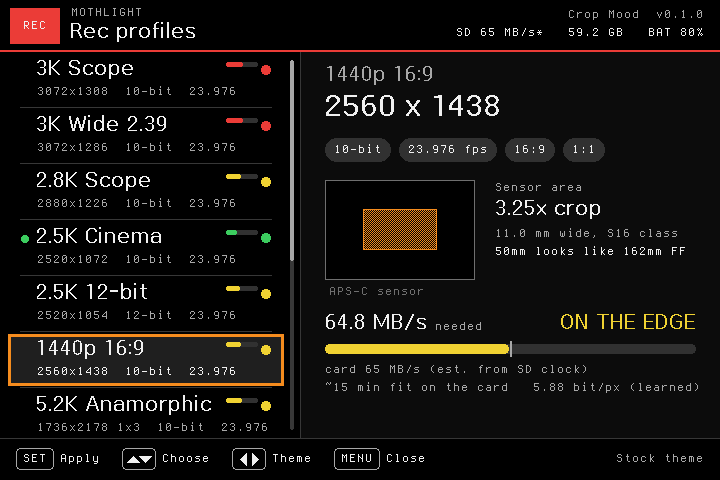 REC
MOTHLIGHT
Rec profiles
Crop Mood v0.1.0
SD 65 MB/s* 59.2 GB BAT 80%
3K Scope
3072x1308 10-bit 23.976
3K Wide 2.39
3072x1286 10-bit 23.976
2.8K Scope
2880x1226 10-bit 23.976
2.5K Cinema
2520x1072 10-bit 23.976
2.5K 12-bit
2520x1054 12-bit 23.976
1440p 16:9
2560x1438 10-bit 23.976
5.2K Anamorphic
1736x2178 1x3 10-bit 23.976
1440p 16:9
2560 x 1438
10-bit 23.976 fps 16:9 1:1
Sensor area
3.25x crop
11.0 mm wide, S16 class
50mm looks like 162mm FF
APS-C sensor
64.8 MB/s needed ON THE EDGE
card 65 MB/s (est. from SD clock)
~15 min fit on the card 5.88 bit/px (learned)
SET Apply Choose Theme MENU Close Stock theme